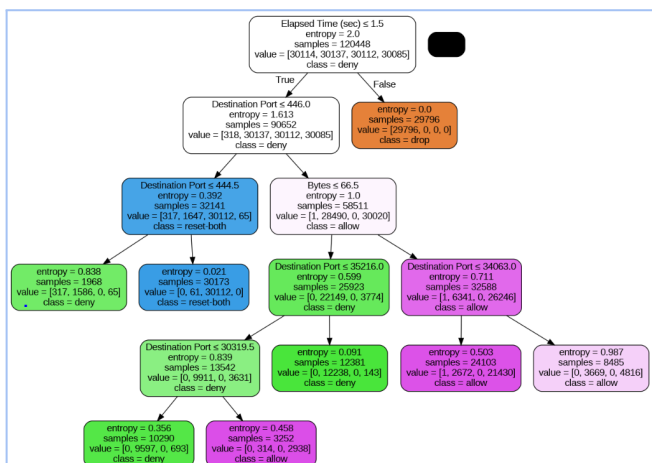 Elapsed Time (sec) ≤ 1.5
entropy = 2.0
samples = 120448
value = [30114, 30137, 30112, 30085]
class = deny
True
False
Destination Port ≤ 446.0
entropy = 1.613
samples = 90652
value = [318, 30137, 30112, 30085]
class = deny
entropy = 0.0
samples = 29796
value = [29796, 0, 0, 0]
class = drop
Destination Port ≤ 444.5
entropy = 0.392
samples = 32141
value = [317, 1647, 30112, 65]
class = reset-both
Bytes ≤ 66.5
entropy = 1.0
samples = 58511
value = [1, 28490, 0, 30020]
class = allow
entropy = 0.838
samples = 1968
value = [317, 1586, 0, 65]
class = deny
entropy = 0.021
samples = 30173
value = [0, 61, 30112, 0]
class = reset-both
Destination Port ≤ 35216.0
entropy = 0.599
samples = 25923
value = [0, 22149, 0, 3774]
class = deny
Destination Port ≤ 34063.0
entropy = 0.711
samples = 32588
value = [1, 6341, 0, 26246]
class = allow
Destination Port ≤ 30319.5
entropy = 0.839
samples = 13542
value = [0, 9911, 0, 3631]
class = deny
entropy = 0.091
samples = 12381
value = [0, 12238, 0, 143]
class = deny
entropy = 0.503
samples = 24103
value = [1, 2672, 0, 21430]
class = allow
entropy = 0.987
samples = 8485
value = [0, 3669, 0, 4816]
class = allow
entropy = 0.356
samples = 10290
value = [0, 9597, 0, 693]
class = deny
entropy = 0.458
samples = 3252
value = [0, 314, 0, 2938]
class = allow